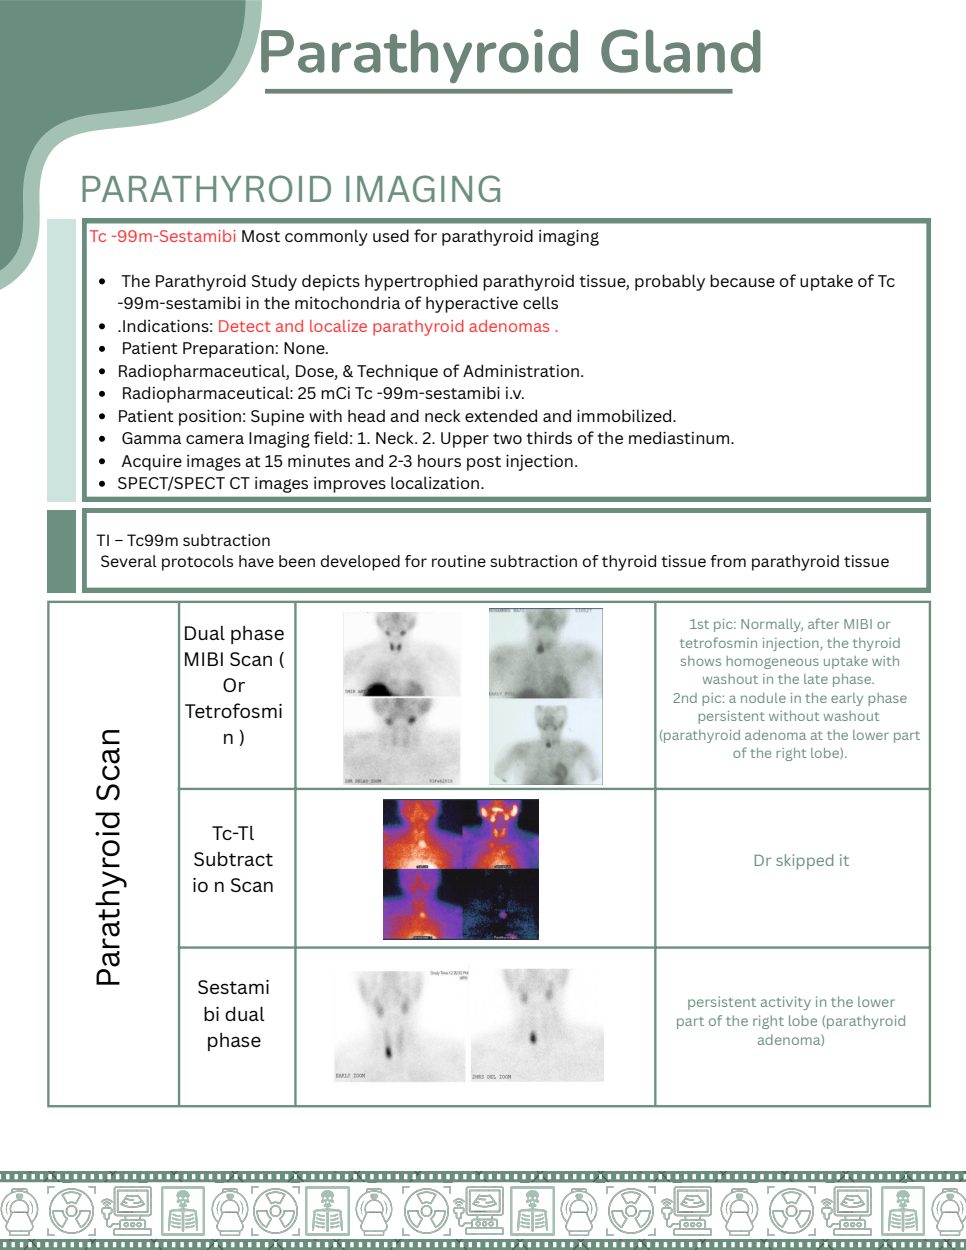 Parathyroid Gland
PARATHYROID IMAGING
Tc -99m-Sestamibi Most commonly used for parathyroid imaging
The Parathyroid Study depicts hypertrophied parathyroid tissue, probably because of uptake of Tc
-99m-sestamibi in the mitochondria of hyperactive cells
.Indications: Detect and localize parathyroid adenomas .
Patient Preparation: None.
Radiopharmaceutical, Dose, & Technique of Administration.
Radiopharmaceutical: 25 mCi Tc -99m-sestamibi i.v.
Patient position: Supine with head and neck extended and immobilized.
Gamma camera Imaging field: 1. Neck. 2. Upper two thirds of the mediastinum.
Acquire images at 15 minutes and 2-3 hours post injection.
SPECT/SPECT CT images improves localization.
TI – Tc99m subtraction
Several protocols have been developed for routine subtraction of thyroid tissue from parathyroid tissue
Parathyroid Scan
Dual phase
MIBI Scan (
Or
Tetrofosmi
n )
1st pic: Normally, after MIBI or
tetrofosmin injection, the thyroid
shows homogeneous uptake with
washout in the late phase.
2nd pic: a nodule in the early phase
persistent without washout
(parathyroid adenoma at the lower part
of the right lobe).
Tc-Tl
Subtract
io n Scan
Dr skipped it
Sestami
bi dual
phase
EARLY ZOOM
2HRS DEL ZOOM
persistent activity in the lower
part of the right lobe (parathyroid
adenoma)